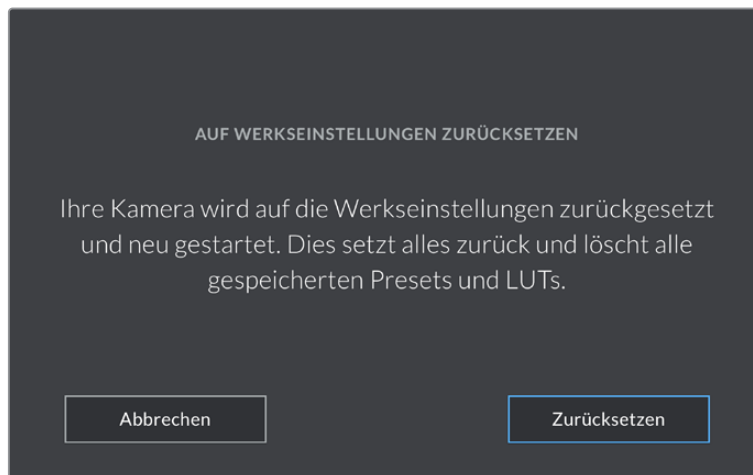 AUF WERKSEINSTELLUNGEN ZURÜCKSETZEN
Ihre Kamera wird auf die Werkseinstellungen zurückgesetzt
und neu gestartet. Dies setzt alles zurück und löscht alle
gespeicherten Presets und LUTs.
Abbrechen
Zurücksetzen